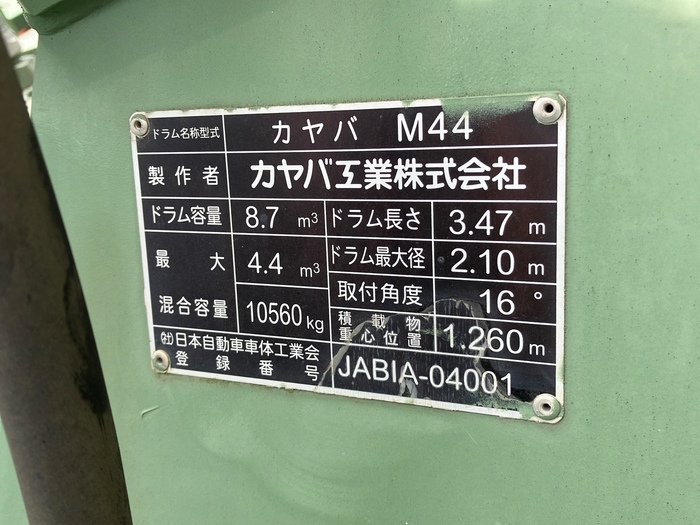 ドラム名称型式 カヤバ M44
製作者 カヤバ工業株式会社
ドラム容量 8.7 m³ ドラム長さ 3.47 m
最大混合容量 4.4 m³ ドラム最大径 2.10 m
10560 kg 取付角度 16 °
積載物重心位置 1.260 m
(社)日本自動車車体工業会
登録番号 JABIA-04001